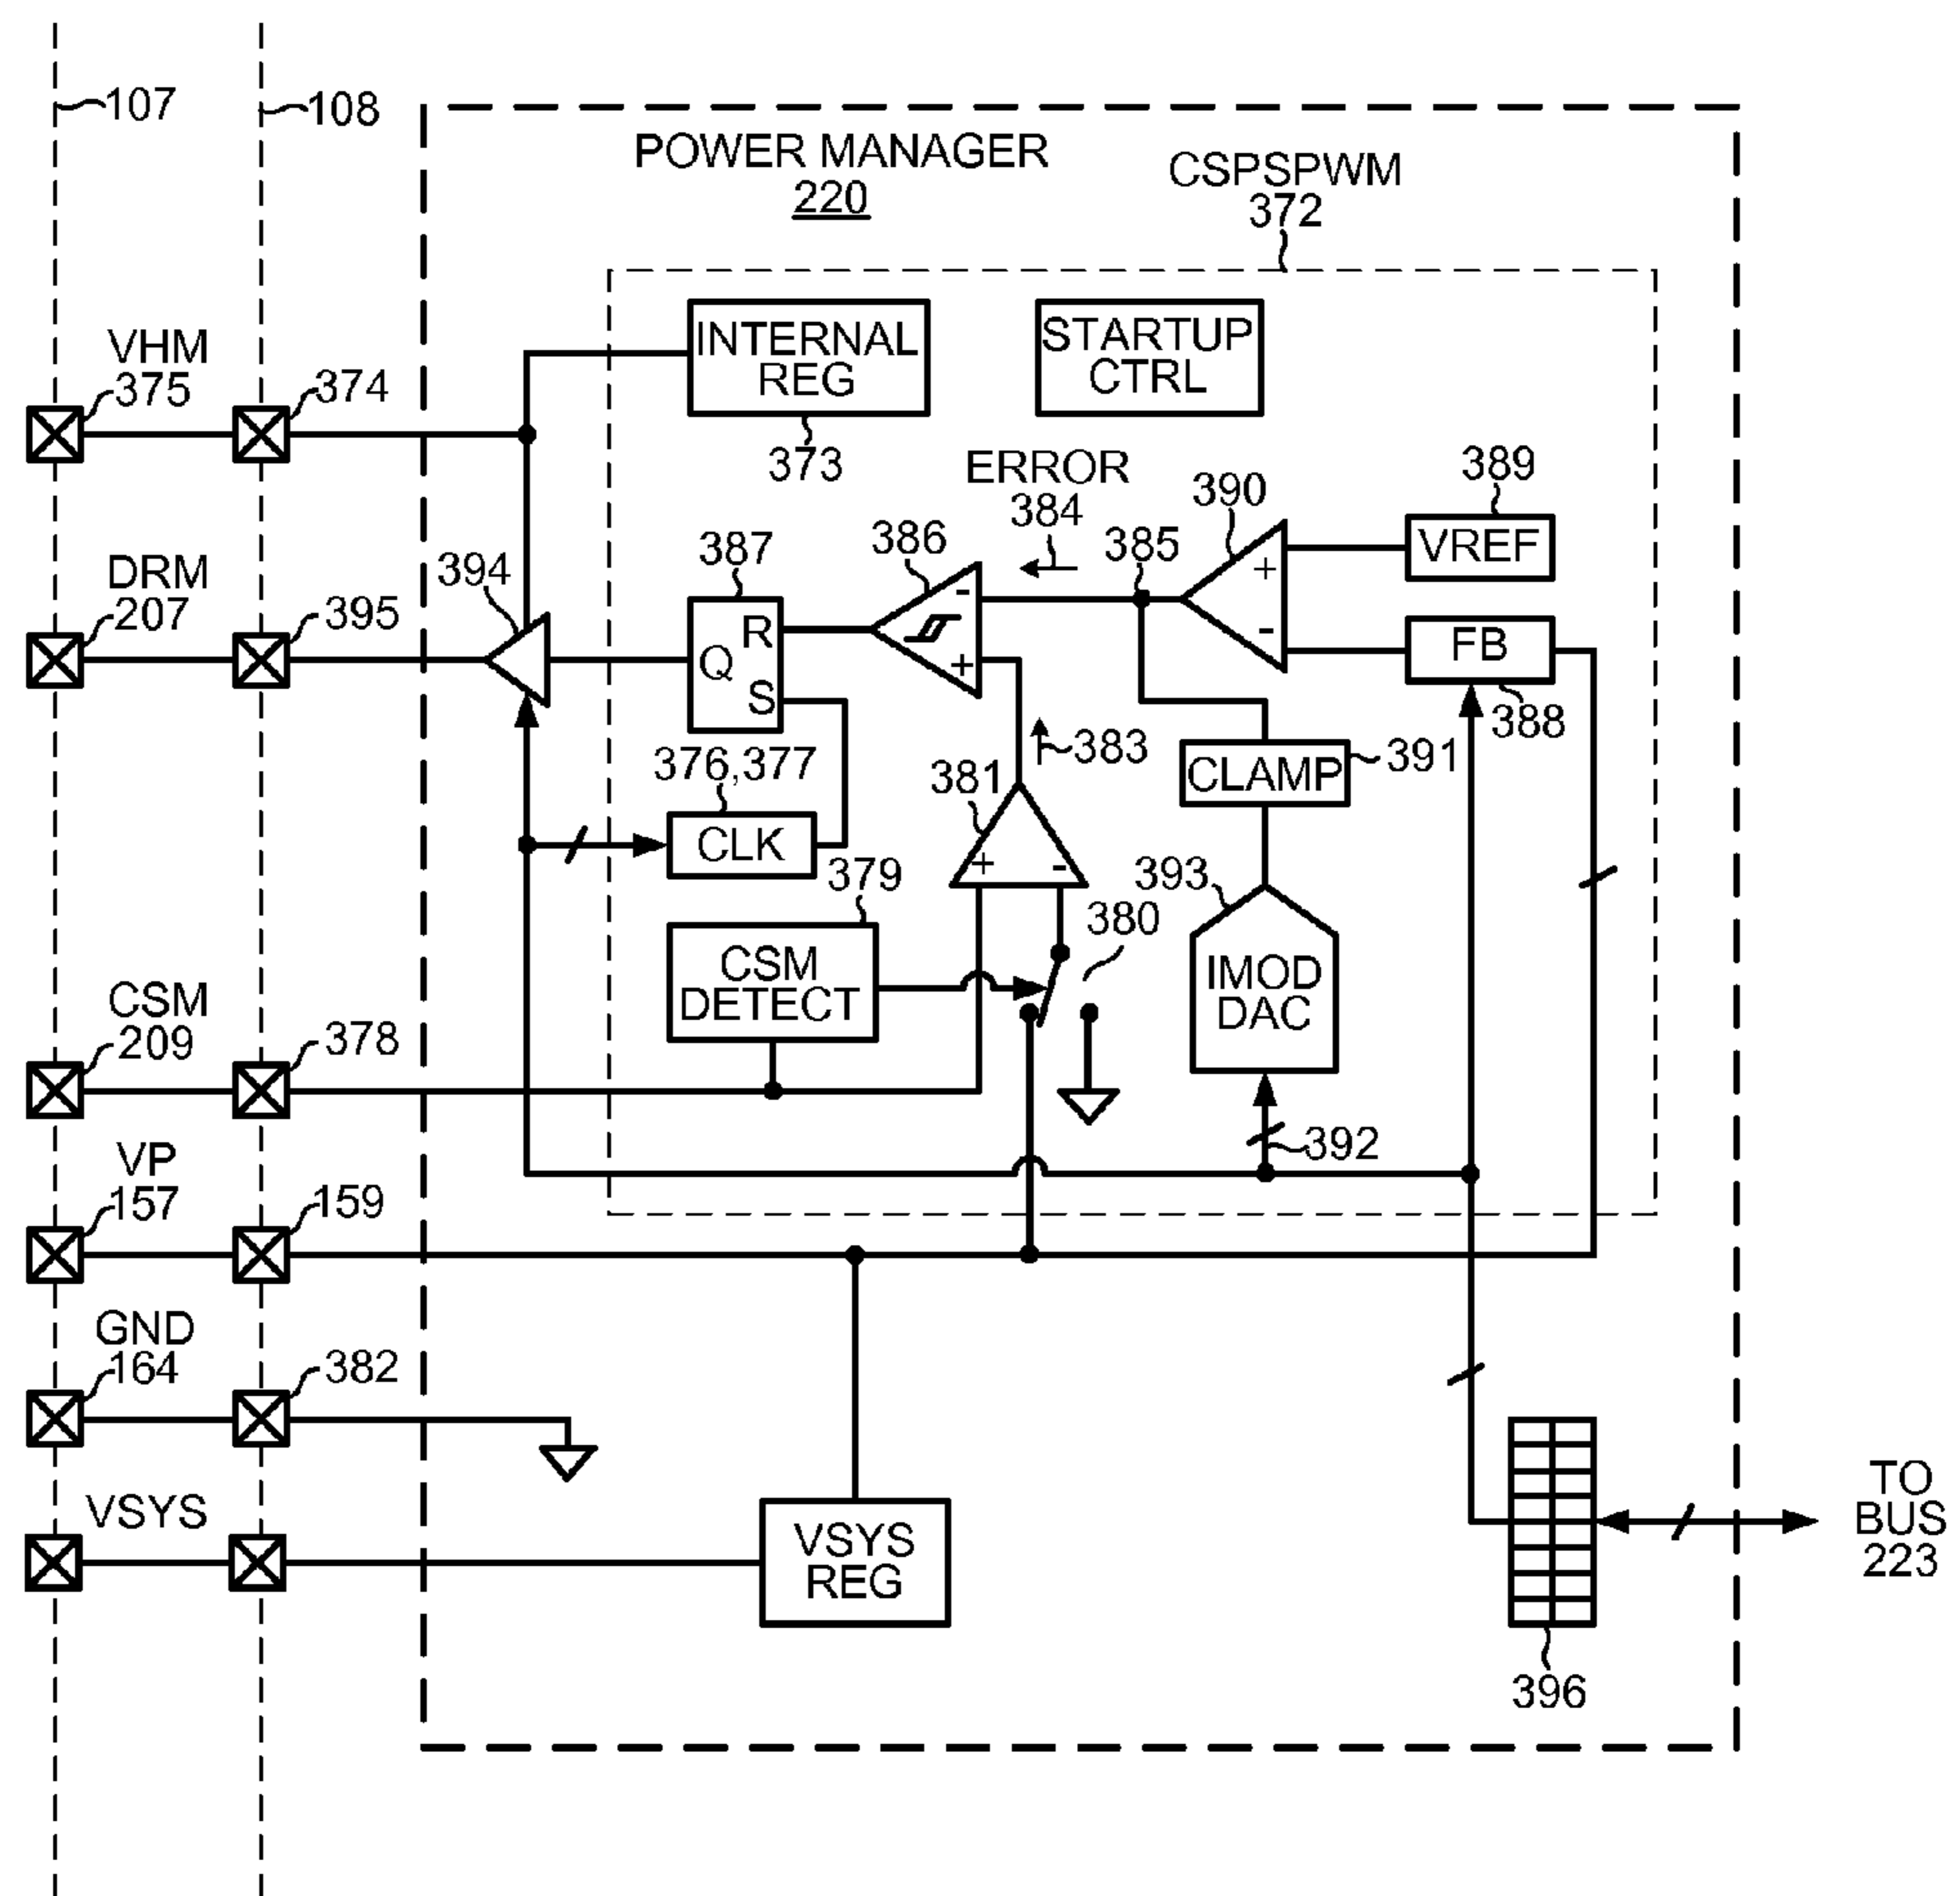 107
108
POWER MANAGER
220
CSPSPWM
372
VHM
375
374
INTERNAL
REG
373
STARTUP
CTRL
ERROR
384
390
389
VREF
DRM
207
395
394
387
386
385
+
-
-
+
R
Q
S
FB
388
383
376,377
CLK
381
+
-
CLAMP
391
379
393
380
CSM
DETECT
IMOD
DAC
CSM
209
378
392
VP
157
159
GND
164
382
VSYS
VSYS
REG
TO
BUS
223
396